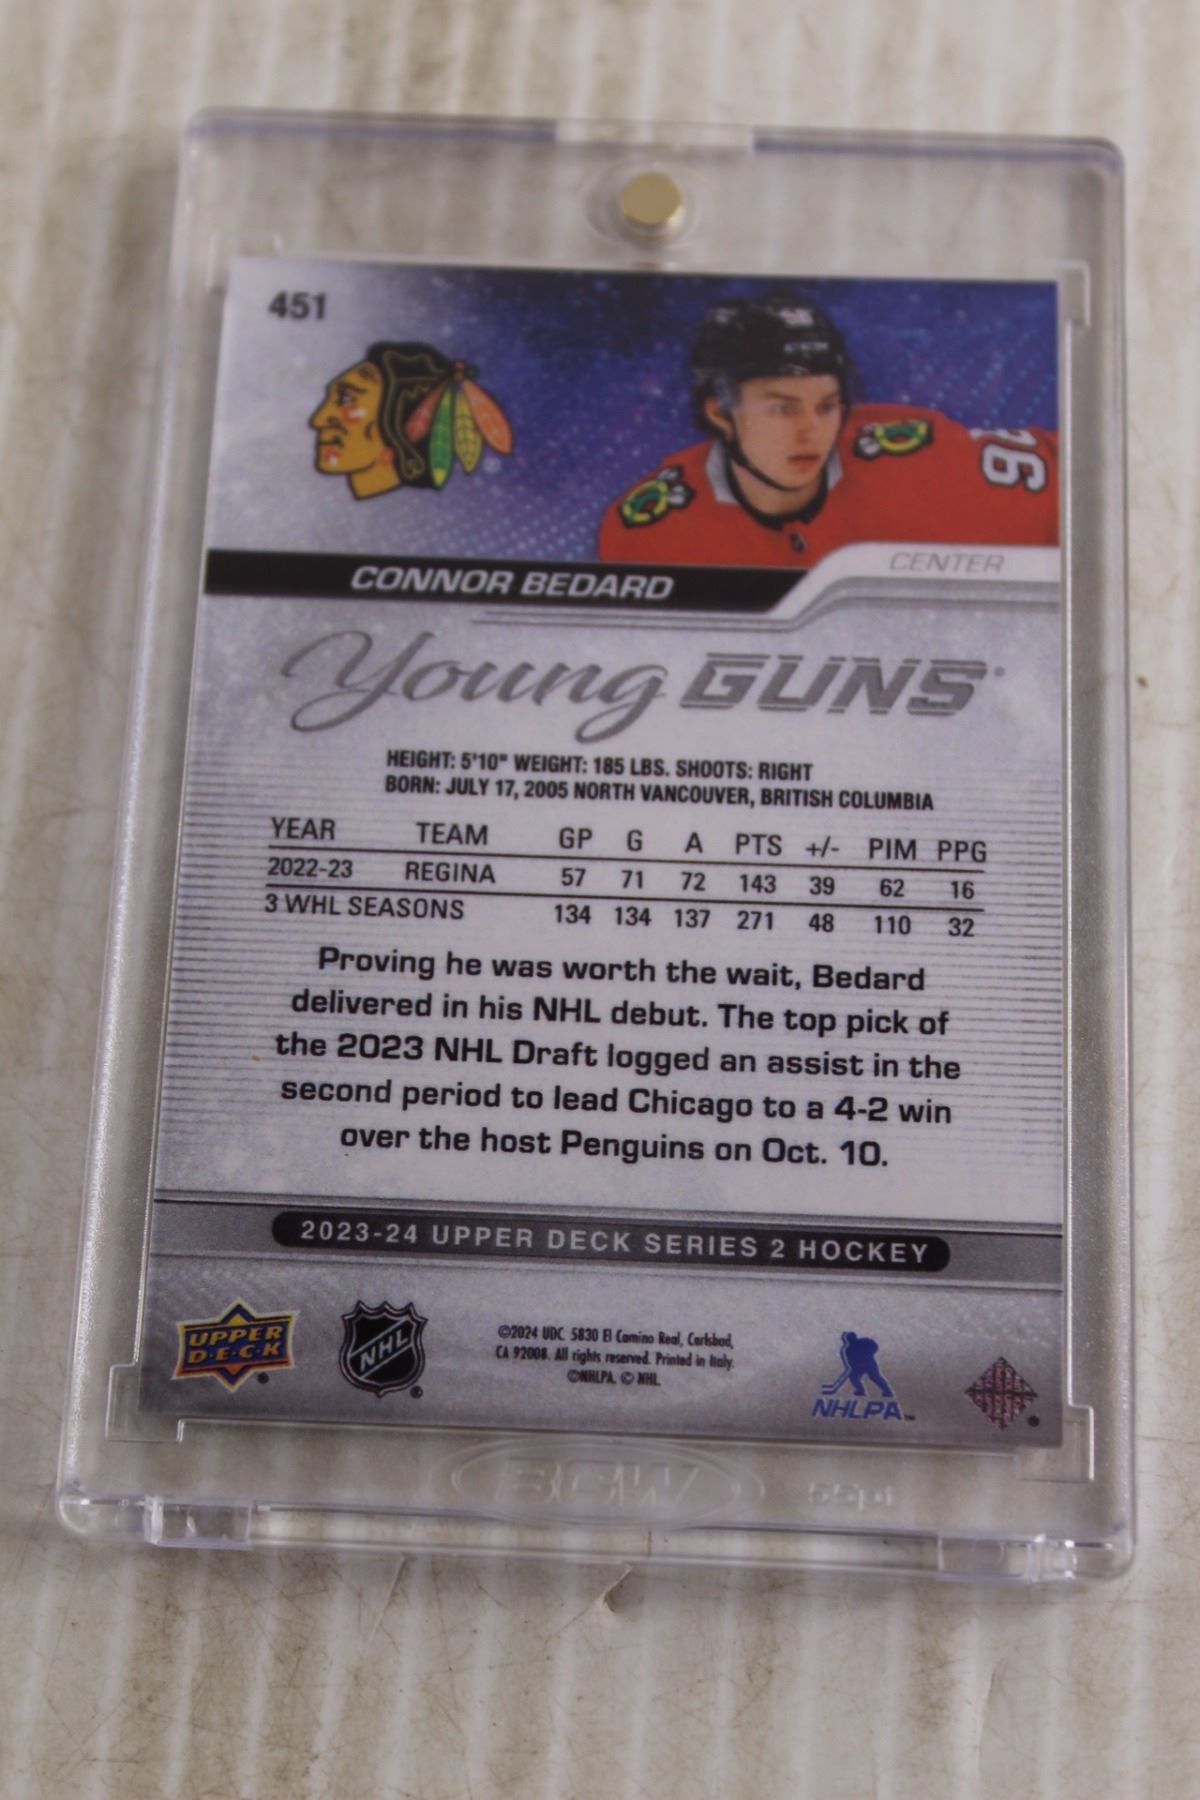 451
98
CCM
CENTER
CONNOR BEDARD
Young GUNS
HEIGHT: 5'10" WEIGHT: 185 LBS. SHOOTS: RIGHT
BORN: JULY 17, 2005 NORTH VANCOUVER, BRITISH COLUMBIA
YEAR TEAM GP G A PTS +/- PIM PPG
2022-23 REGINA 57 71 72 143 39 62 16
3 WHL SEASONS 134 134 137 271 48 110 32
Proving he was worth the wait, Bedard
delivered in his NHL debut. The top pick of
the 2023 NHL Draft logged an assist in the
second period to lead Chicago to a 4-2 win
over the host Penguins on Oct. 10.
2023-24 UPPER DECK SERIES 2 HOCKEY
UPPER
D·E·C·K
NHL
©2024 UDC. 5830 El Camino Real, Carlsbad,
CA 92008. All rights reserved. Printed in Italy.
©NHLPA. © NHL.
NHLPA™
BCW
55pt